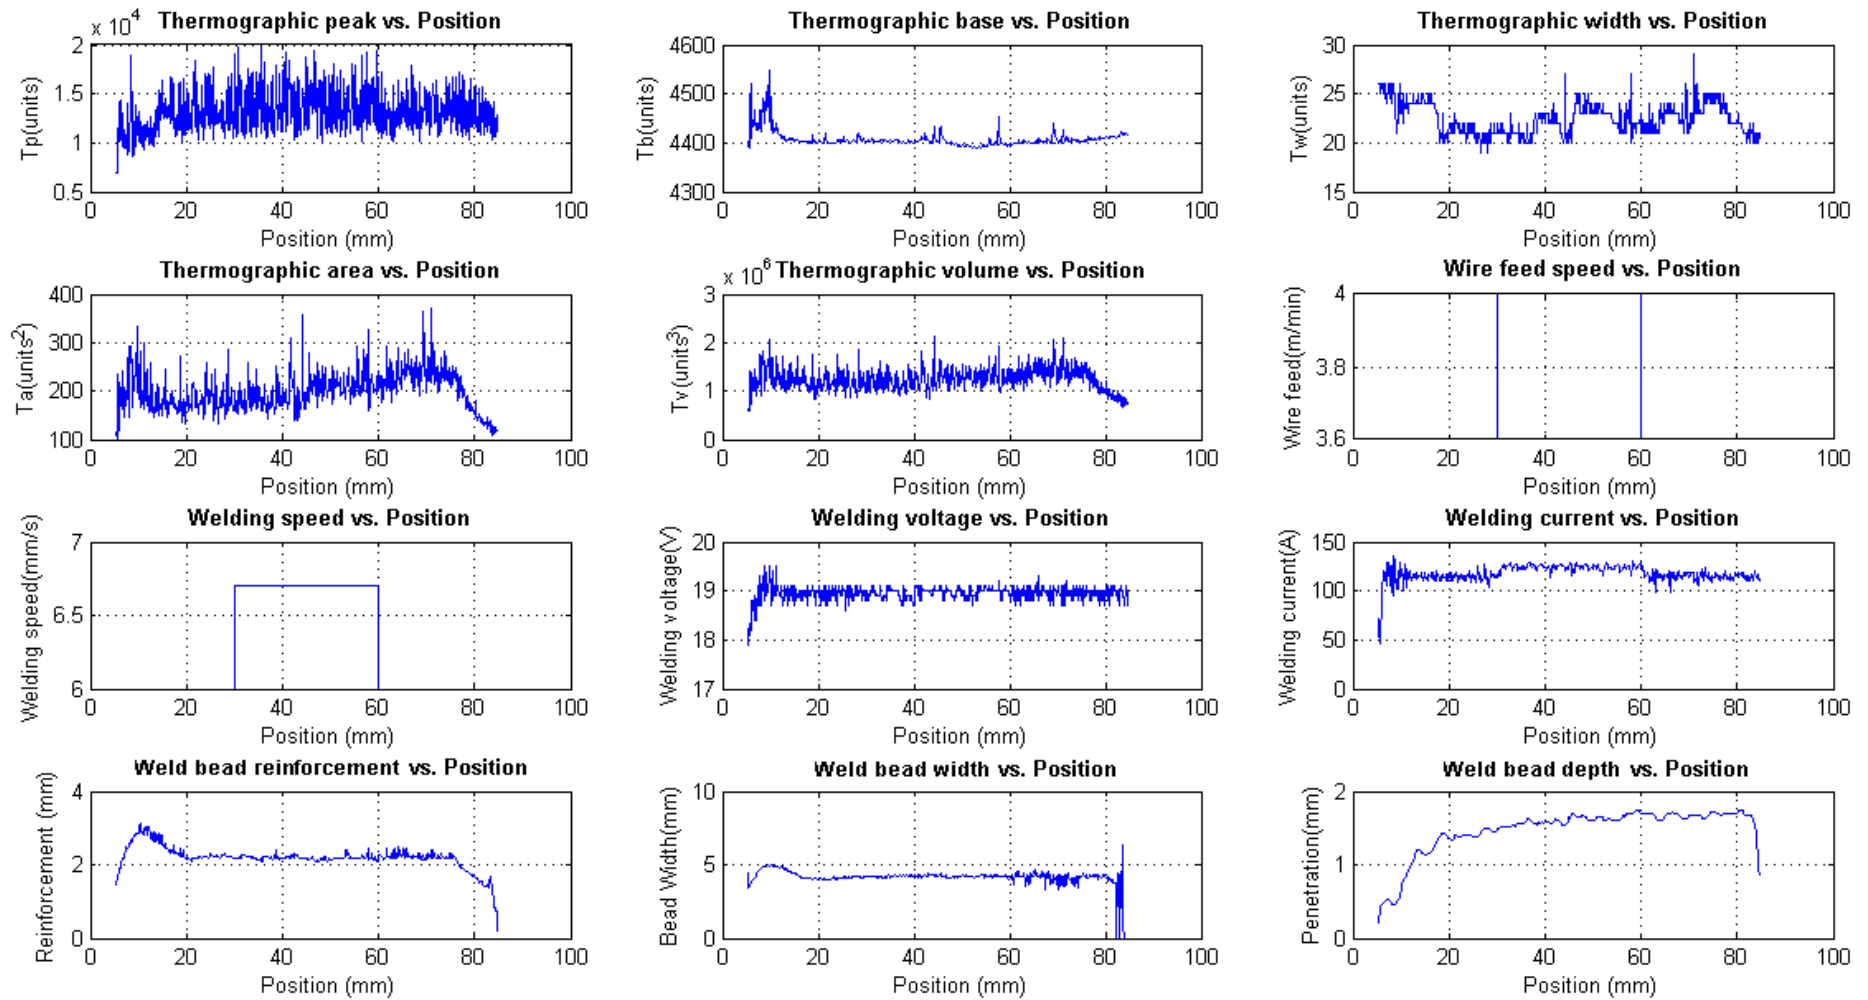 Thermographic peak vs. Position
x 10^4
Tp(units)
2
1.5
1
0.5
0 20 40 60 80 100
Position (mm)
Thermographic base vs. Position
Tb(units)
4600
4500
4400
4300
0 20 40 60 80 100
Position (mm)
Thermographic width vs. Position
Tw(units)
30
25
20
15
0 20 40 60 80 100
Position (mm)
Thermographic area vs. Position
Ta(units^2)
400
300
200
100
0 20 40 60 80 100
Position (mm)
x 10^6 Thermographic volume vs. Position
Tv(units^3)
3
2
1
0
0 20 40 60 80 100
Position (mm)
Wire feed speed vs. Position
Wire feed(m/min)
4
3.8
3.6
0 20 40 60 80 100
Position (mm)
Welding speed vs. Position
Welding speed(mm/s)
7
6.5
6
0 20 40 60 80 100
Position (mm)
Welding voltage vs. Position
Welding voltage(V)
20
19
18
17
0 20 40 60 80 100
Position (mm)
Welding current vs. Position
Welding current(A)
150
100
50
0
0 20 40 60 80 100
Position (mm)
Weld bead reinforcement vs. Position
Reinforcement (mm)
4
2
0
0 20 40 60 80 100
Position (mm)
Weld bead width vs. Position
Bead Width(mm)
10
5
0
0 20 40 60 80 100
Position (mm)
Weld bead depth vs. Position
Penetration(mm)
2
1
0
0 20 40 60 80 100
Position (mm)